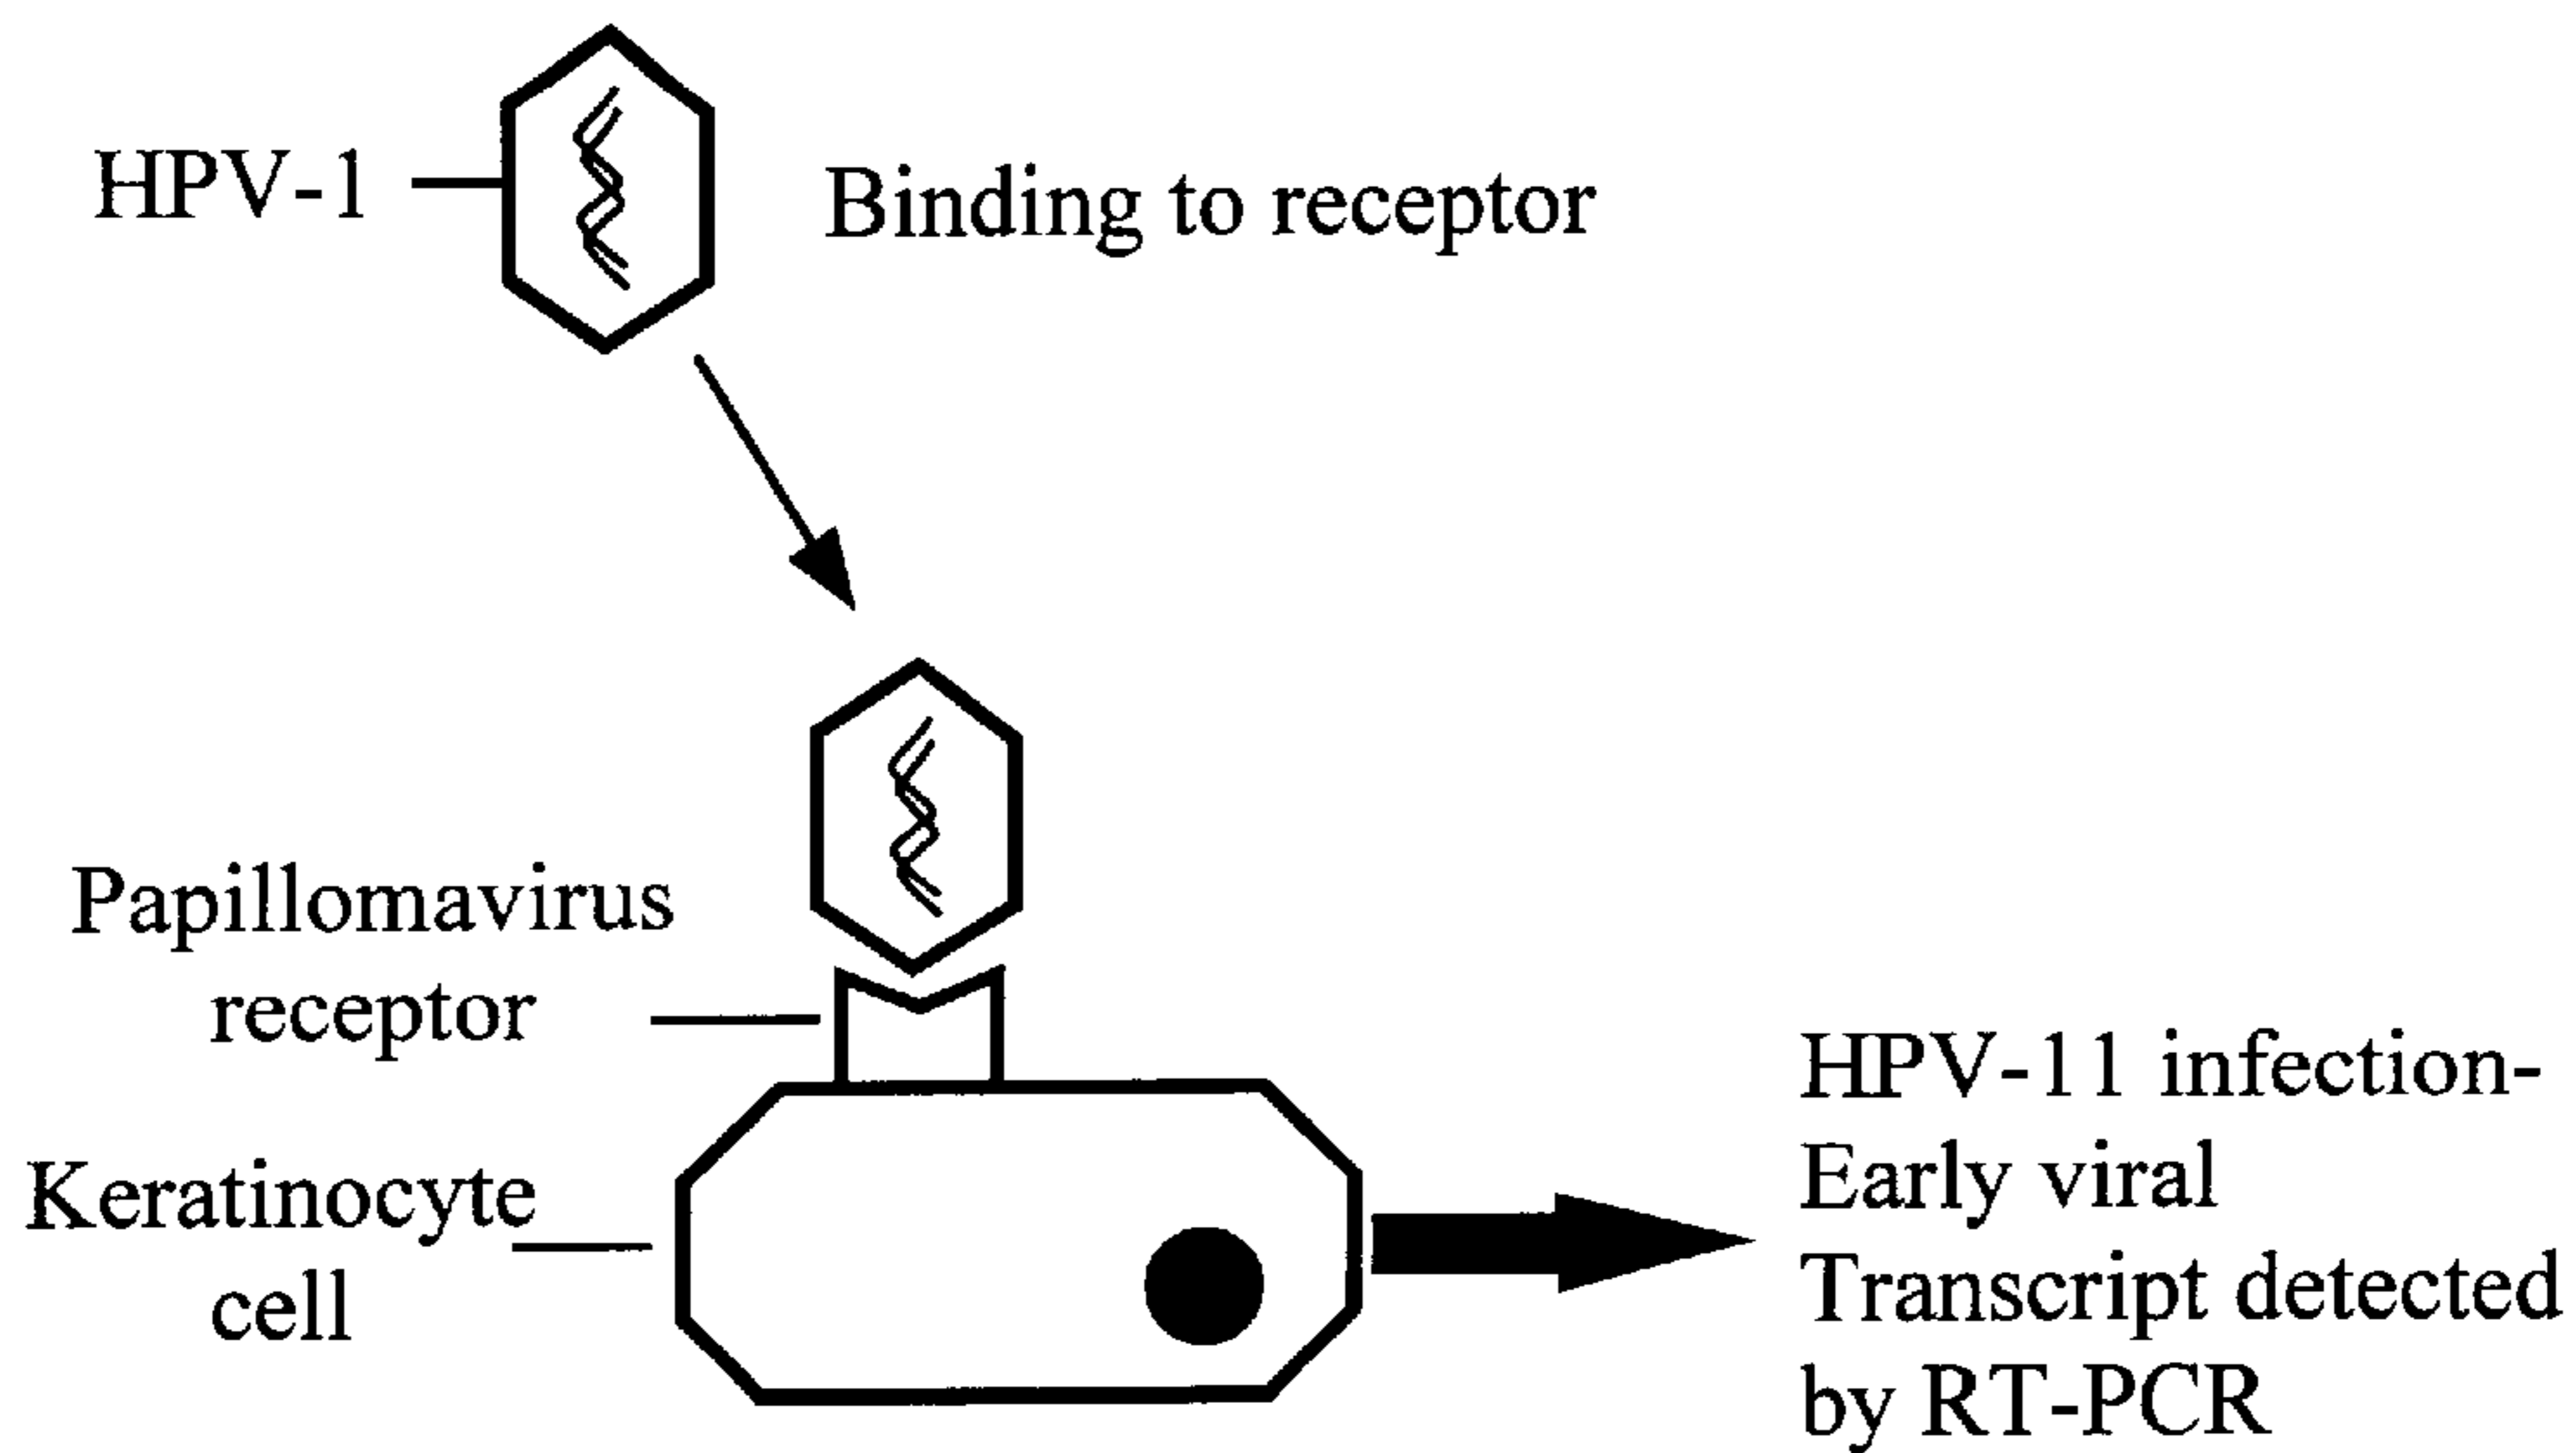 HPV-1
Binding to receptor
Papillomavirus
receptor
Keratinocyte
cell
HPV-11 infection-
Early viral
Transcript detected
by RT-PCR